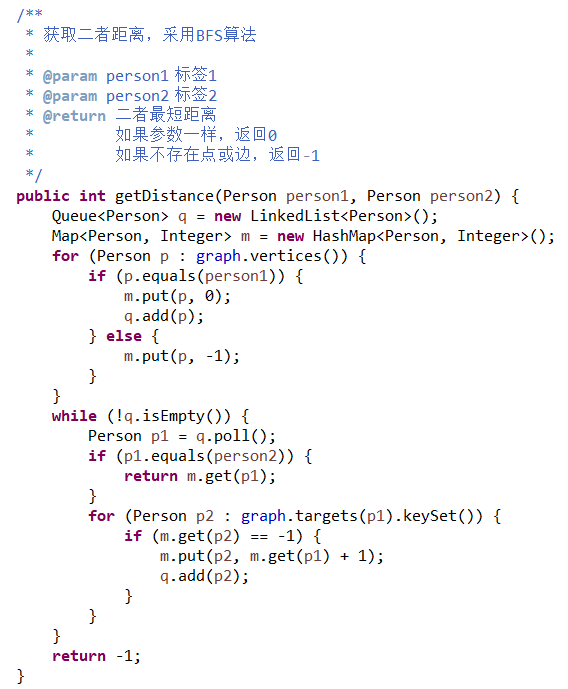 /**
 * 获取二者距离，采用BFS算法
 *
 * @param person1 标签1
 * @param person2 标签2
 * @return 二者最短距离
 *         如果参数一样，返回0
 *         如果不存在点或边，返回-1
 */
public int getDistance(Person person1, Person person2) {
    Queue<Person> q = new LinkedList<Person>();
    Map<Person, Integer> m = new HashMap<Person, Integer>();
    for (Person p : graph.vertices()) {
        if (p.equals(person1)) {
            m.put(p, 0);
            q.add(p);
        } else {
            m.put(p, -1);
        }
    }
    while (!q.isEmpty()) {
        Person p1 = q.poll();
        if (p1.equals(person2)) {
            return m.get(p1);
        }
        for (Person p2 : graph.targets(p1).keySet()) {
            if (m.get(p2) == -1) {
                m.put(p2, m.get(p1) + 1);
                q.add(p2);
            }
        }
    }
    return -1;
}